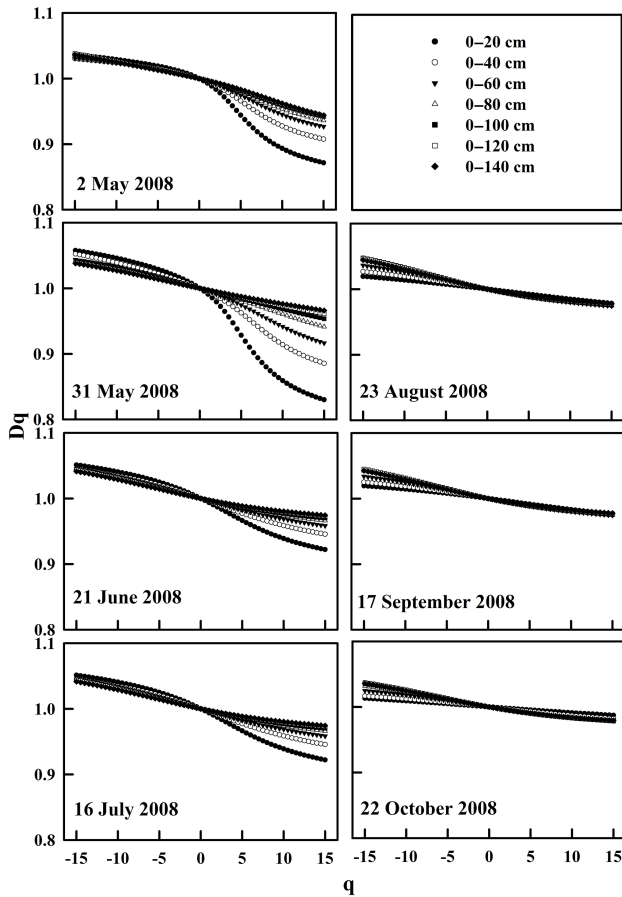 1.1
1.0
0.9
0.8
2 May 2008
0–20 cm
0–40 cm
0–60 cm
0–80 cm
0–100 cm
0–120 cm
0–140 cm
1.1
1.0
0.9
0.8
31 May 2008
23 August 2008
Dq
1.1
1.0
0.9
0.8
21 June 2008
17 September 2008
1.1
1.0
0.9
0.8
16 July 2008
22 October 2008
-15 -10 -5 0 5 10 15
-15 -10 -5 0 5 10 15
q